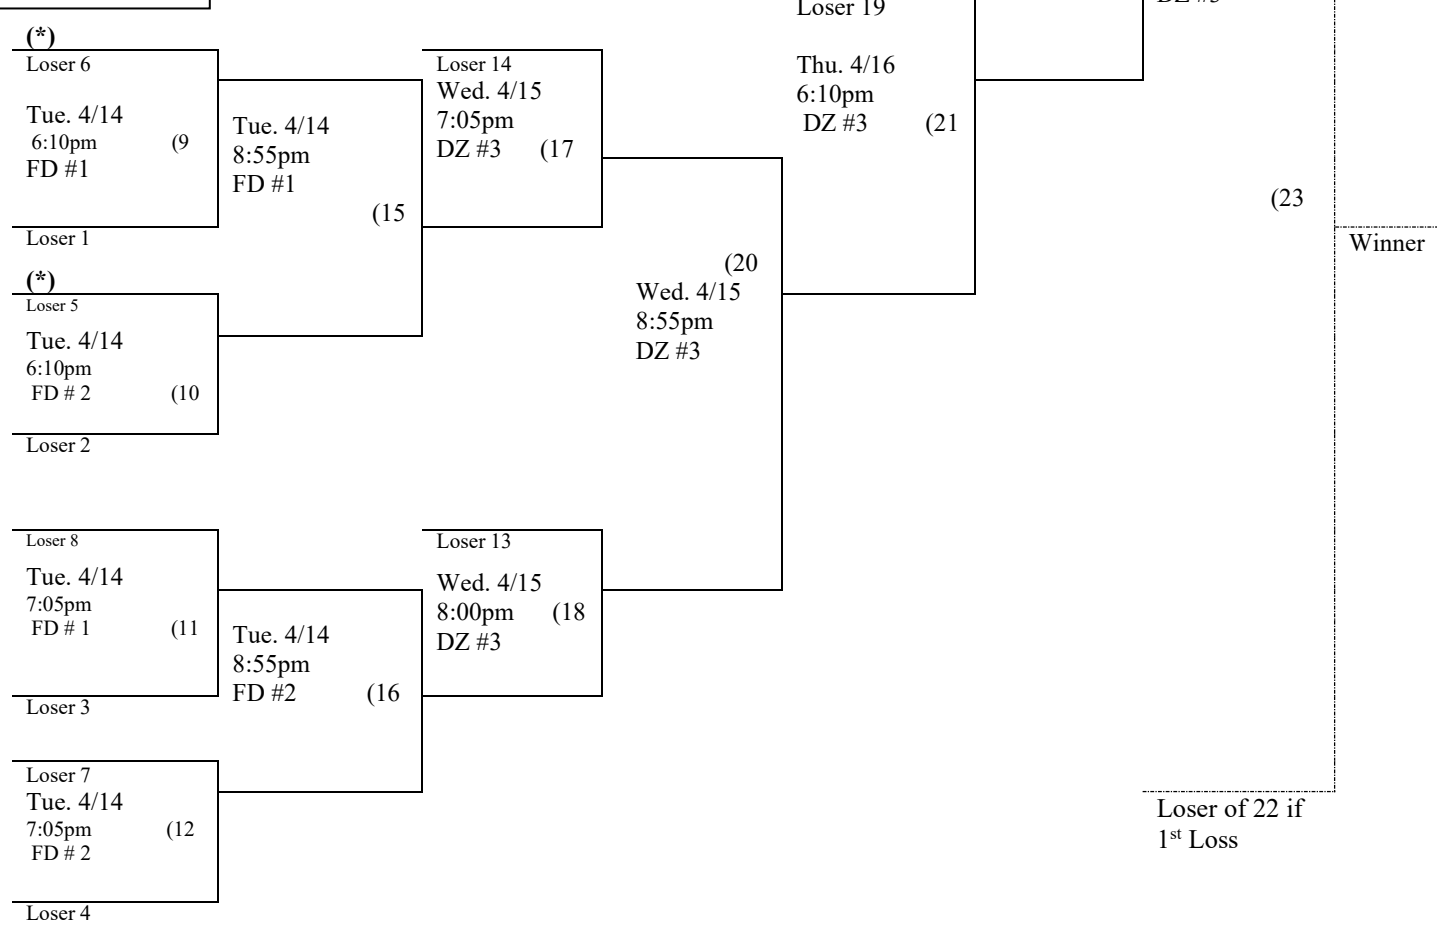 (*)
Loser 6
Tue. 4/14
6:10pm (9
FD #1
Loser 1
(*)
Loser 5
Tue. 4/14
6:10pm
FD # 2 (10
Loser 2
Loser 8
Tue. 4/14
7:05pm
FD # 1 (11
Loser 3
Loser 7
Tue. 4/14
7:05pm (12
FD # 2
Loser 4
Tue. 4/14
8:55pm
FD #1
(15
Tue. 4/14
8:55pm
FD #2 (16
Loser 14
Wed. 4/15
7:05pm
DZ #3 (17
Loser 13
Wed. 4/15
8:00pm (18
DZ #3
(20
Wed. 4/15
8:55pm
DZ #3
Loser 19
Thu. 4/16
6:10pm
DZ #3 (21
(23
Winner
Loser of 22 if
1st Loss